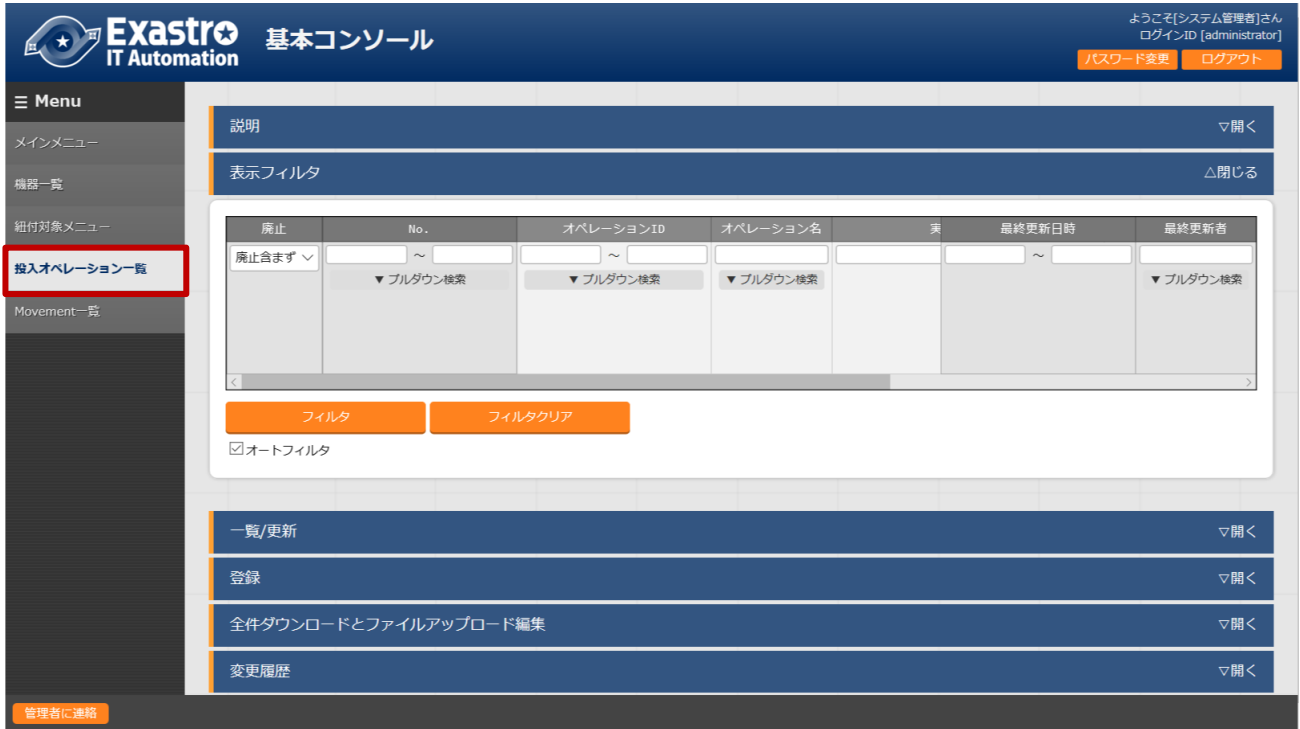 Exastro
IT Automation
基本コンソール
ようこそ[システム管理者]さん
ログインID [administrator]
パスワード変更 ログアウト
☰ Menu
メインメニュー
機器一覧
紐付対象メニュー
投入オペレーション一覧
Movement一覧
説明 ▽開く
表示フィルタ △閉じる
廃止 No. オペレーションID オペレーション名 実 最終更新日時 最終更新者
廃止含まず ～ ～ ～
▼プルダウン検索 ▼プルダウン検索 ▼プルダウン検索 ▼プルダウン検索
フィルタ フィルタクリア
オートフィルタ
一覧/更新 ▽開く
登録 ▽開く
全件ダウンロードとファイルアップロード編集 ▽開く
変更履歴 ▽開く
管理者に連絡